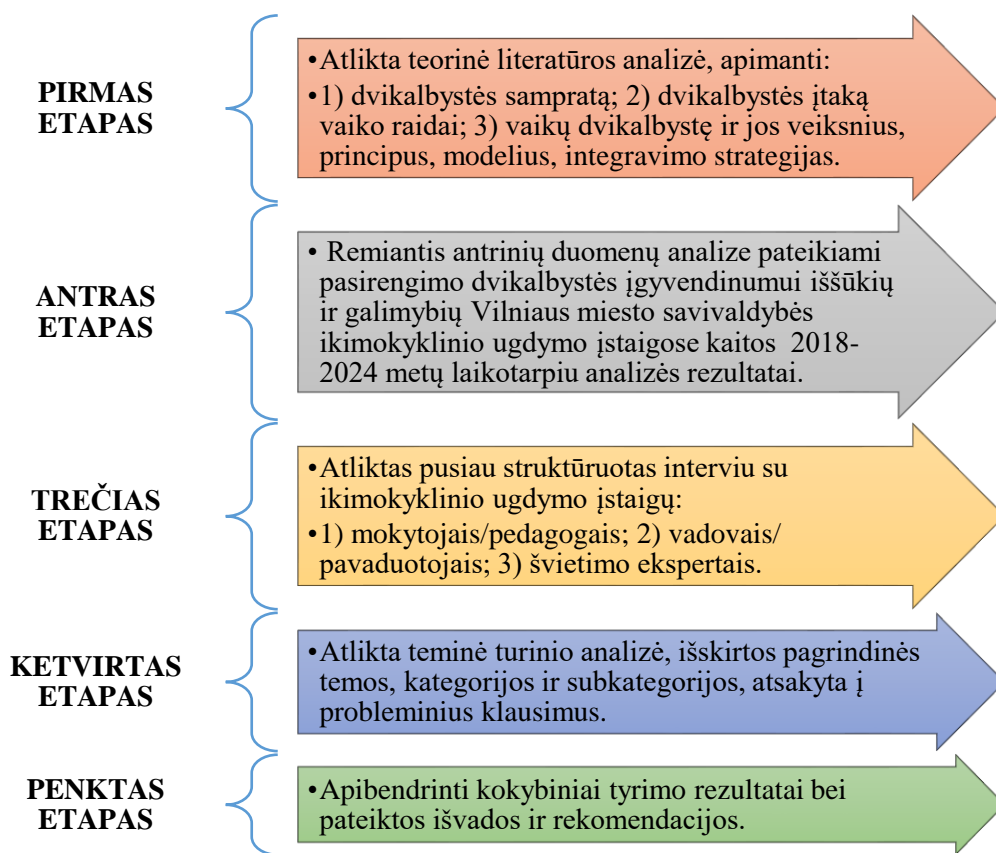 PIRMAS
ETAPAS
•Atlikta teorinė literatūros analizė, apimanti:
•1) dvikalbystės sampratą; 2) dvikalbystės įtaką
vaiko raidai; 3) vaikų dvikalbystę ir jos veiksnius,
principus, modelius, integravimo strategijas.
ANTRAS
ETAPAS
• Remiantis antrinių duomenų analize pateikiami
pasirengimo dvikalbystės įgyvendinumui iššūkių
ir galimybių Vilniaus miesto savivaldybės
ikimokyklinio ugdymo įstaigose kaitos 2018-
2024 metų laikotarpiu analizės rezultatai.
TREČIAS
ETAPAS
•Atliktas pusiau struktūruotas interviu su
ikimokyklinio ugdymo įstaigų:
•1) mokytojais/pedagogais; 2) vadovais/
pavaduotojais; 3) švietimo ekspertais.
KETVIRTAS
ETAPAS
•Atlikta teminė turinio analizė, išskirtos pagrindinės
temos, kategorijos ir subkategorijos, atsakyta į
probleminius klausimus.
PENKTAS
ETAPAS
•Apibendrinti kokybiniai tyrimo rezultatai bei
pateiktos išvados ir rekomendacijos.